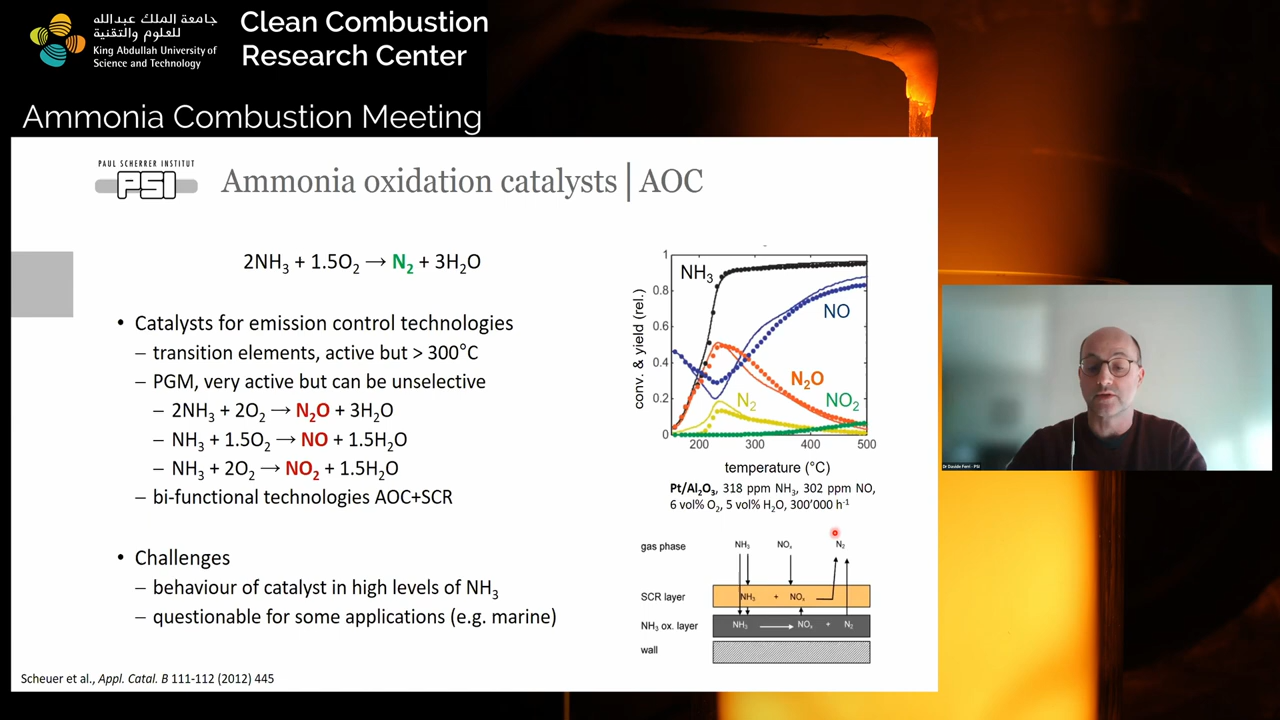 جامعة الملك عبدالله
للعلوم والتقنية
King Abdullah University of
Science and Technology
Clean Combustion
Research Center
Ammonia Combustion Meeting
PAUL SCHERRER INSTITUT
PSI
Ammonia oxidation catalysts | AOC
2NH₃ + 1.5O₂ → N₂ + 3H₂O
• Catalysts for emission control technologies
– transition elements, active but > 300°C
– PGM, very active but can be unselective
– 2NH₃ + 2O₂ → N₂O + 3H₂O
– NH₃ + 1.5O₂ → NO + 1.5H₂O
– NH₃ + 2O₂ → NO₂ + 1.5H₂O
– bi-functional technologies AOC+SCR
• Challenges
– behaviour of catalyst in high levels of NH₃
– questionable for some applications (e.g. marine)
Scheuer et al., Appl. Catal. B 111-112 (2012) 445
conv. & yield (rel.)
1
0.8
0.6
0.4
0.2
0
NH₃
NO
N₂O
N₂
NO₂
200 300 400 500
temperature (°C)
Pt/Al₂O₃, 318 ppm NH₃, 302 ppm NO,
6 vol% O₂, 5 vol% H₂O, 300'000 h⁻¹
gas phase NH₃ NOₓ N₂
SCR layer NH₃ + NOₓ
NH₃ ox. layer NH₃ NOₓ + N₂
wall
Dr Davide Ferri - PSI